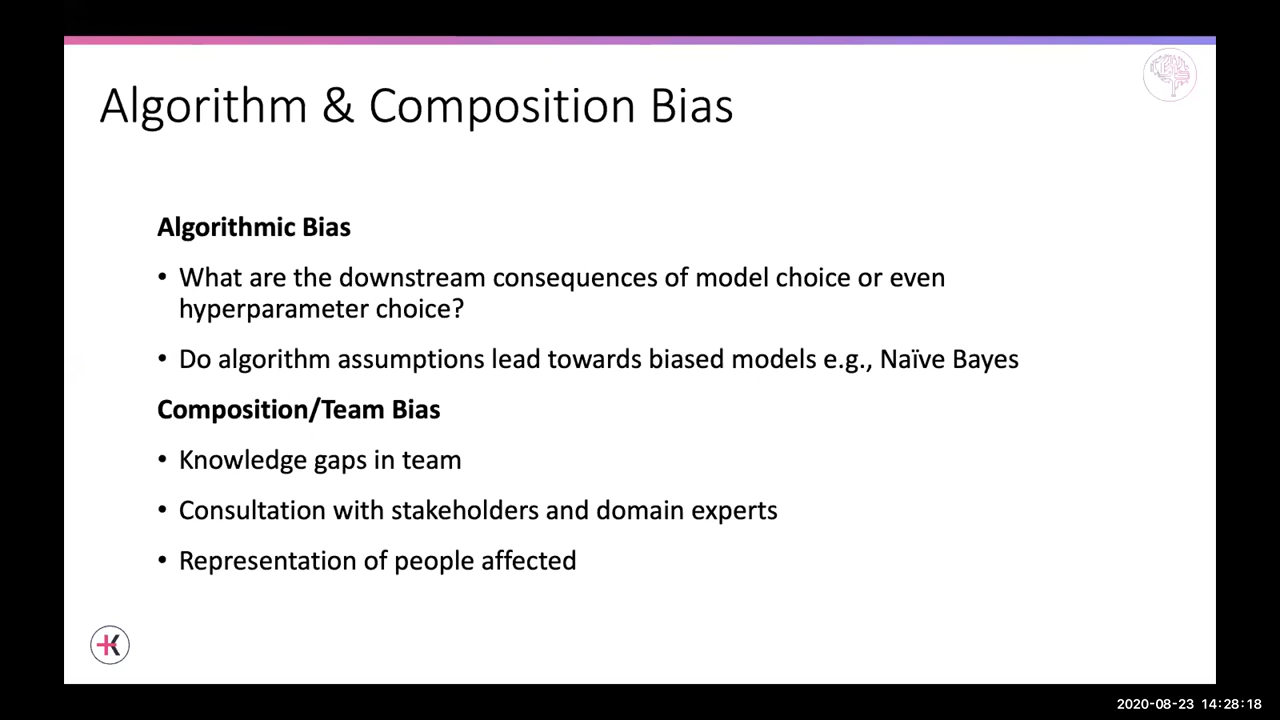 Algorithm & Composition Bias
Algorithmic Bias
• What are the downstream consequences of model choice or even
hyperparameter choice?
• Do algorithm assumptions lead towards biased models e.g., Naïve Bayes
Composition/Team Bias
• Knowledge gaps in team
• Consultation with stakeholders and domain experts
• Representation of people affected
+K
2020-08-23 14:28:18